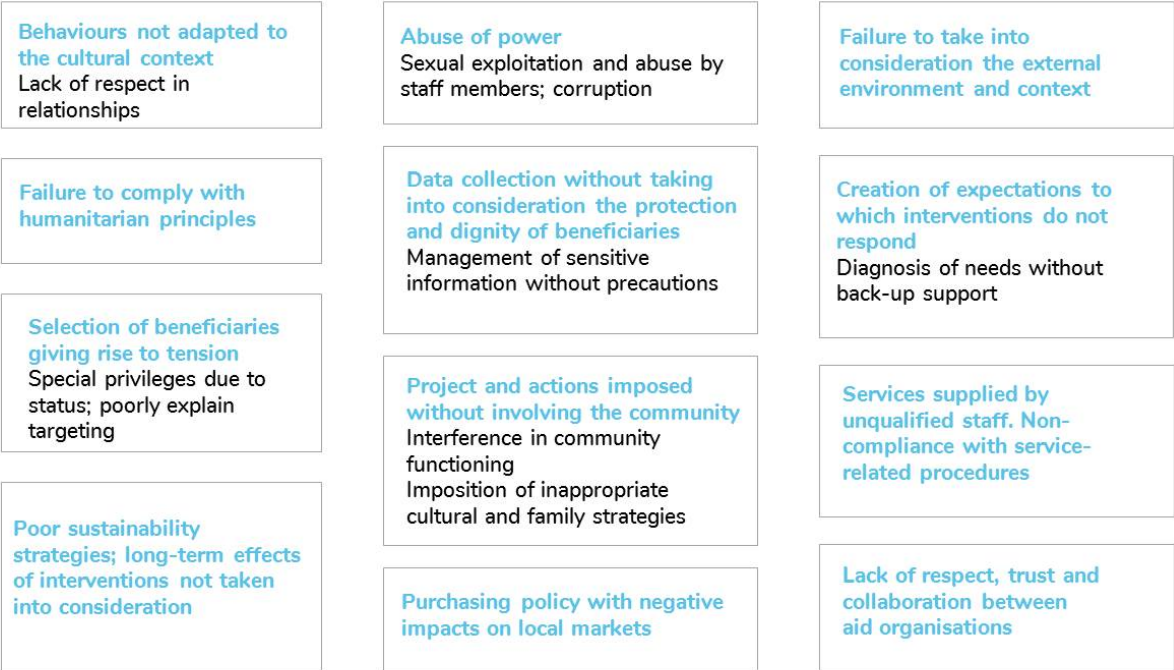 Behaviours not adapted to
the cultural context
Lack of respect in
relationships
Failure to comply with
humanitarian principles
Selection of beneficiaries
giving rise to tension
Special privileges due to
status; poorly explain
targeting
Poor sustainability
strategies; long-term effects
of interventions not taken
into consideration
Abuse of power
Sexual exploitation and abuse by
staff members; corruption
Data collection without taking
into consideration the protection
and dignity of beneficiaries
Management of sensitive
information without precautions
Project and actions imposed
without involving the community
Interference in community
functioning
Imposition of inappropriate
cultural and family strategies
Purchasing policy with negative
impacts on local markets
Failure to take into
consideration the external
environment and context
Creation of expectations to
which interventions do not
respond
Diagnosis of needs without
back-up support
Services supplied by
unqualified staff. Non-
compliance with service-
related procedures
Lack of respect, trust and
collaboration between
aid organisations